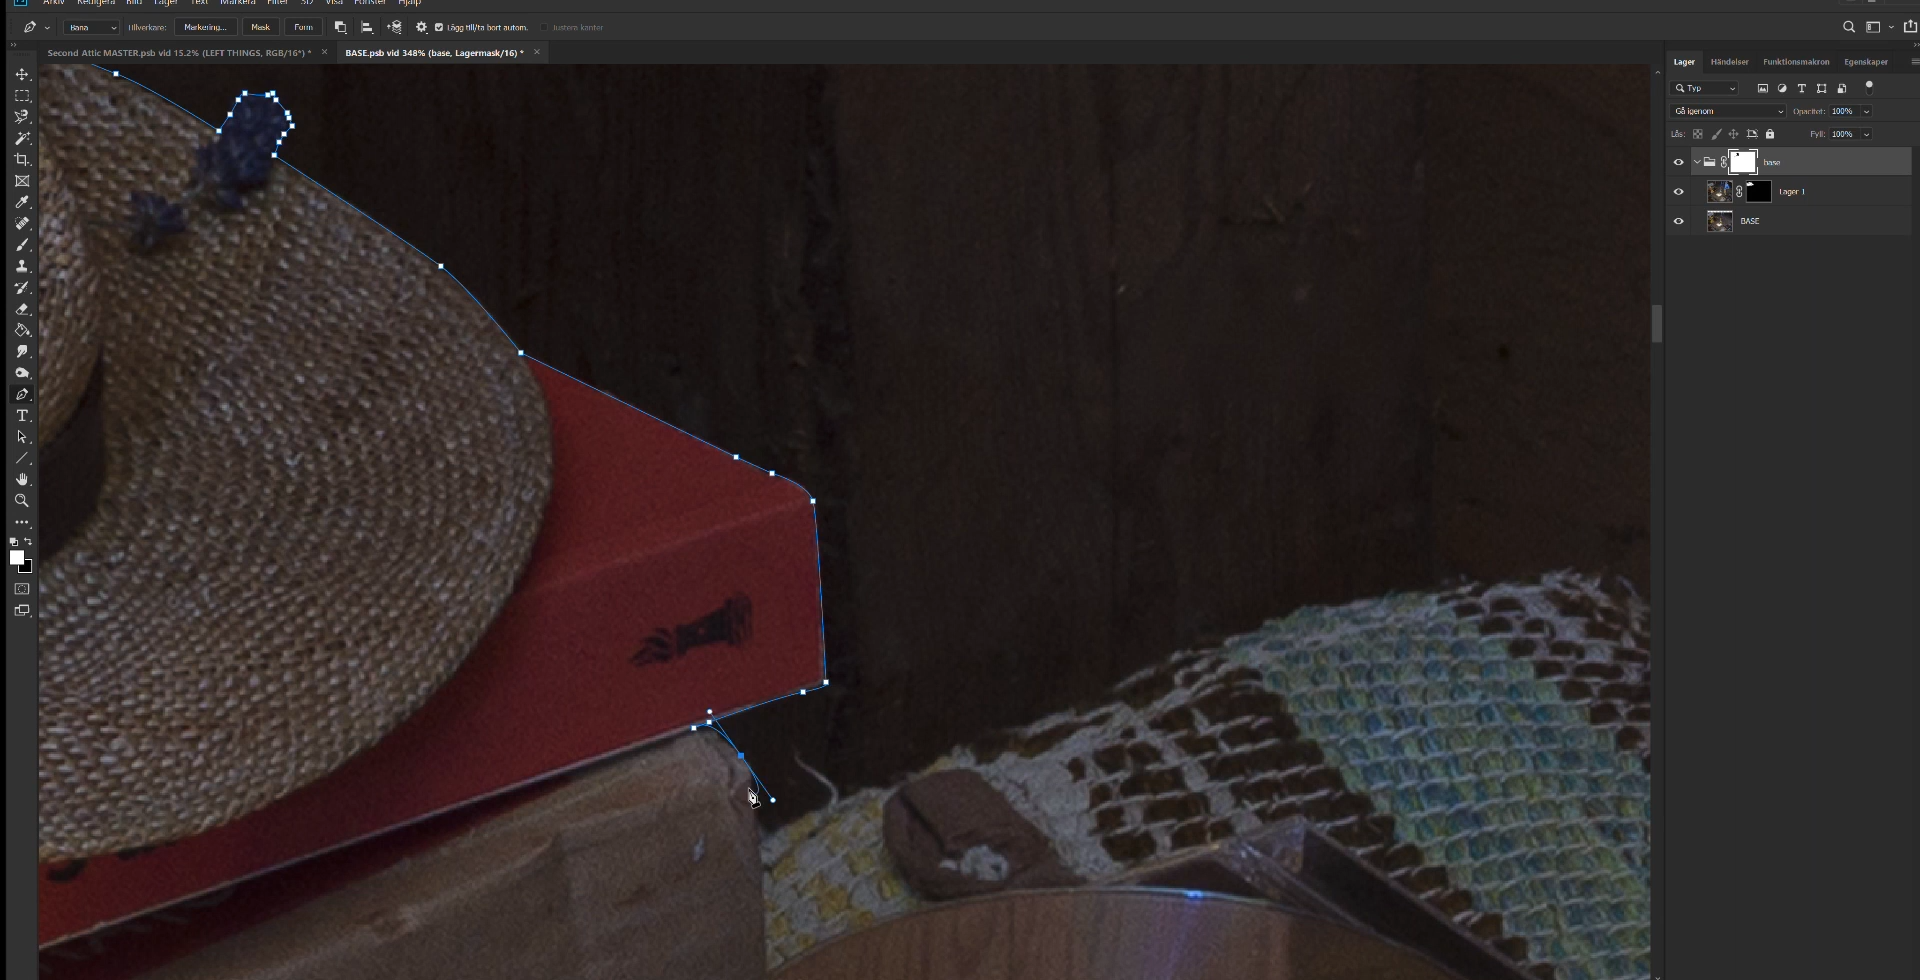 Arkiv Redigera Bild Lager Text Markera Filter 3D Visa Fönster Hjälp
Bana Tillverkare: Markering... Mask Form Lägg till/ta bort autom. Justera kanter
Second Attic MASTER.psb vid 15.2% (LEFT THINGS, RGB/16*) * BASE.psb vid 348% (base, Lagermask/16) *
Lager Händelser Funktionsmakron Egenskaper
Typ
Gå igenom Opacitet: 100%
Lås: Fyll: 100%
base
Lager 1
BASE